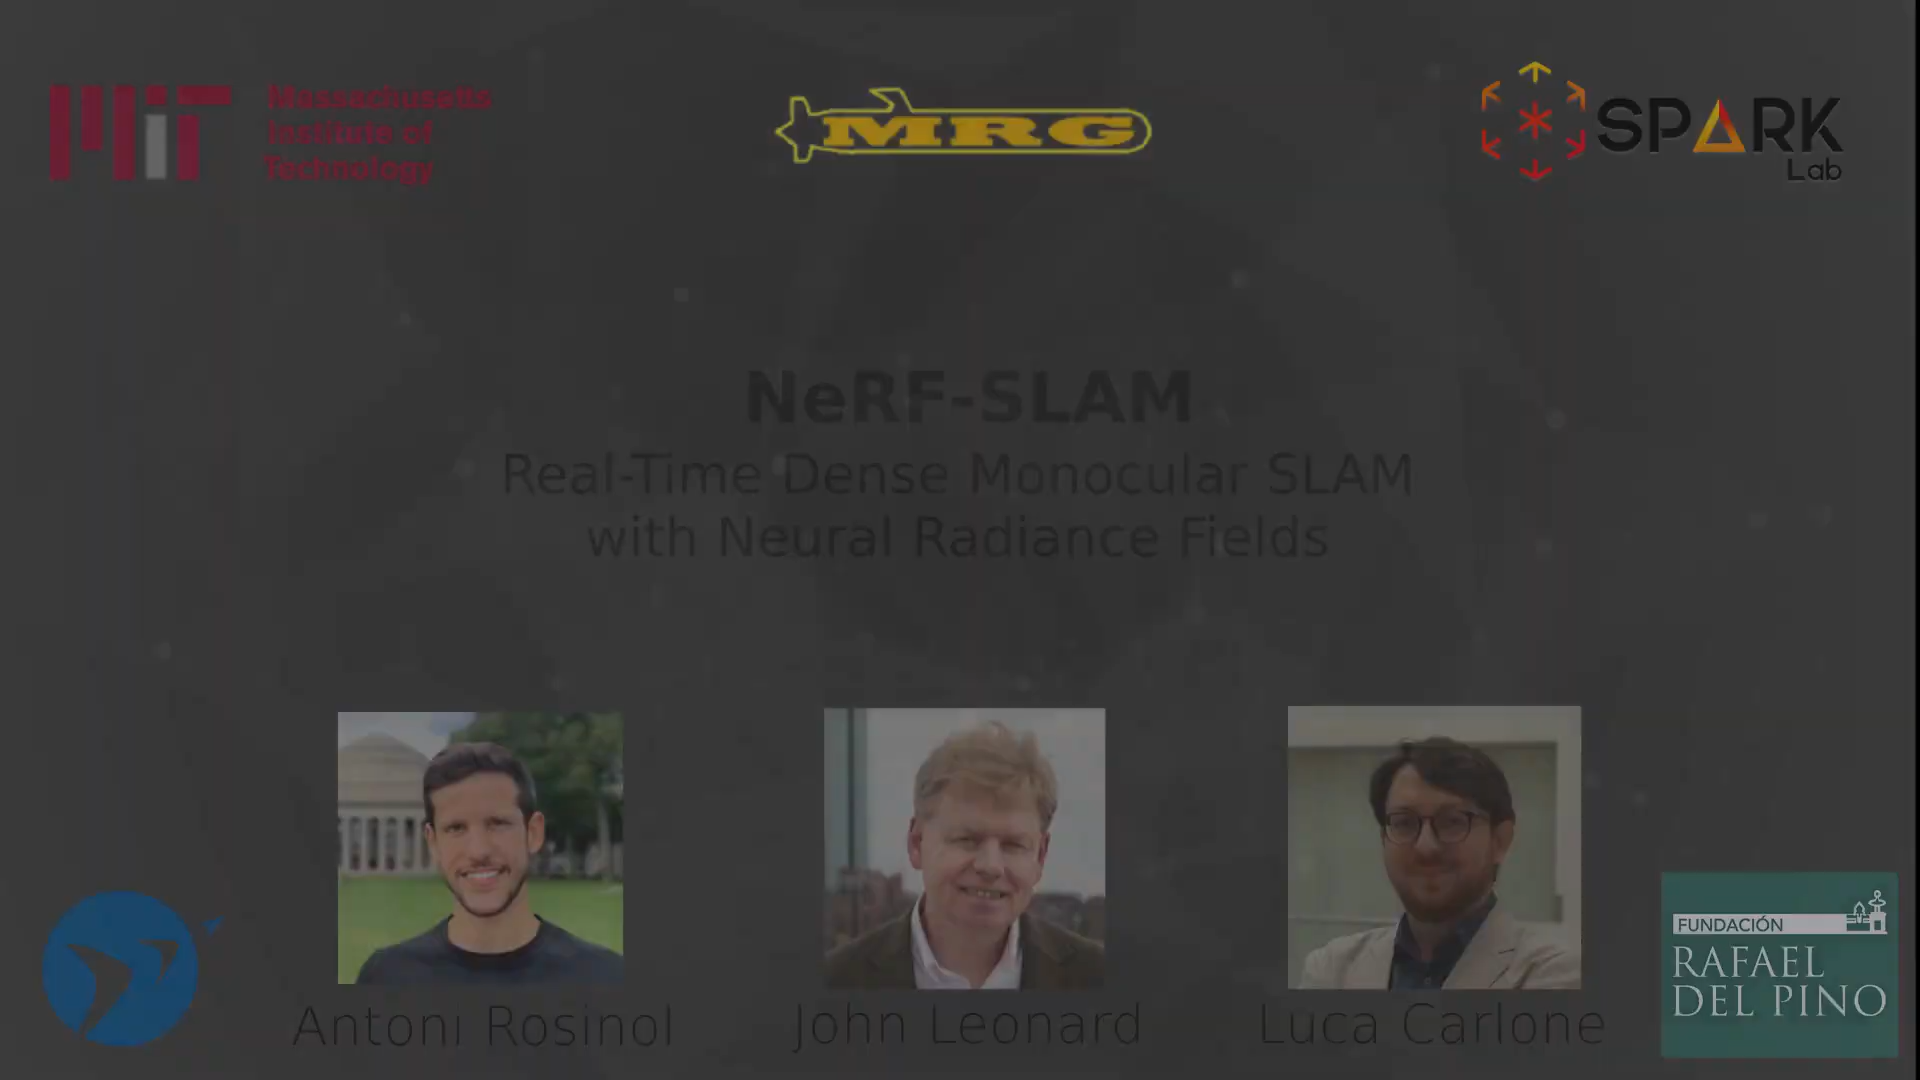 Massachusetts
Institute of
Technology
MRG
SPARK
Lab
NeRF-SLAM
Real-Time Dense Monocular SLAM
with Neural Radiance Fields
Antoni Rosinol
John Leonard
Luca Carlone
FUNDACIÓN
RAFAEL
DEL PINO